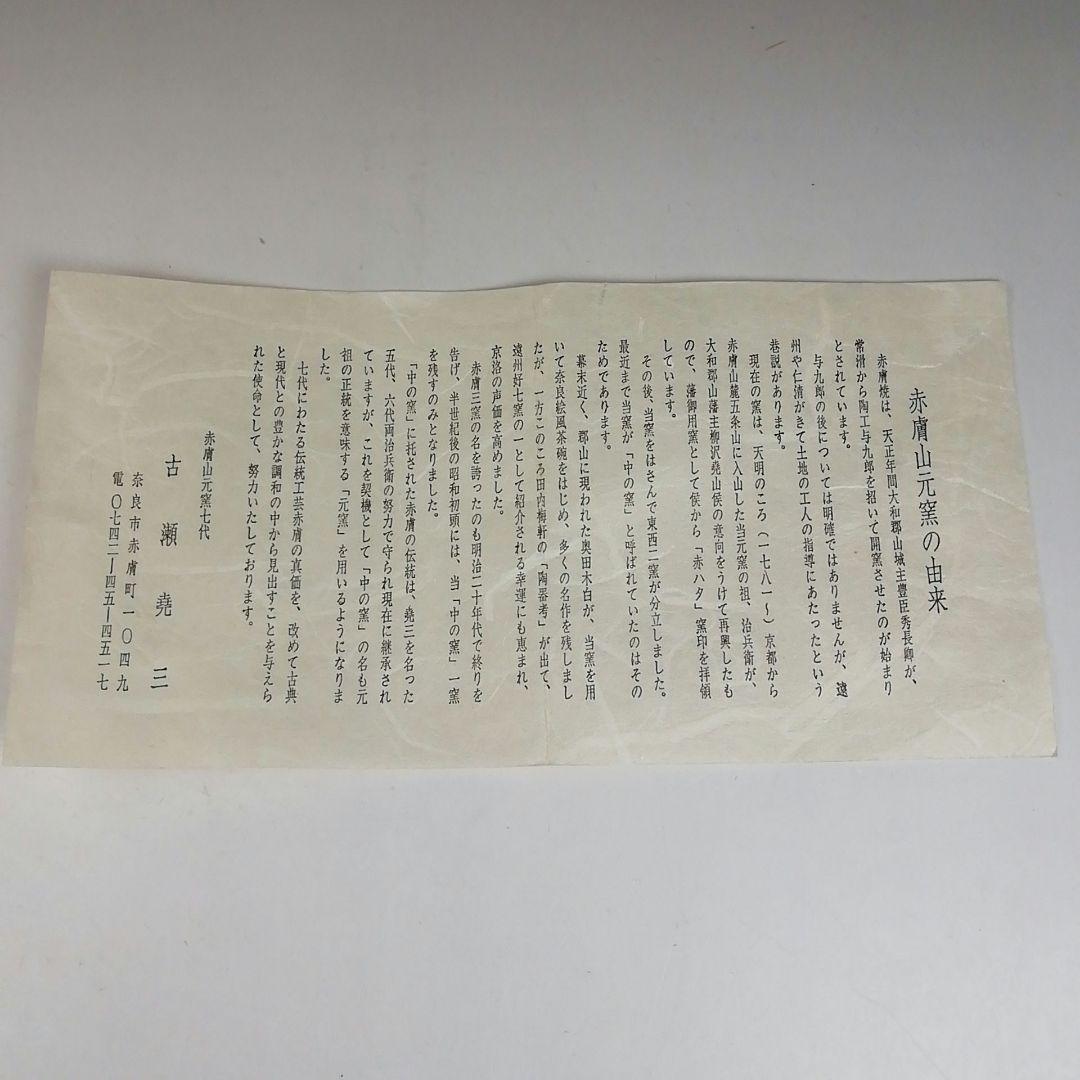 赤膚山元窯の由来
赤膚焼は、天正年間大和郡山城主豊臣秀長卿が、
常滑から陶工与九郎を招いて開窯させたのが始まり
とされています。
与九郎の後については明確ではありませんが、遠
州や仁清がきて土地の工人の指導にあたったという
巷説があります。
現在の窯は、天明のころ(一七八一〜)京都から
赤膚山麓五条山に入山した当元窯の祖、治兵衛が、
大和郡山藩主柳沢堯山侯の意向をうけて再興したも
ので、藩御用窯として侯から「赤ハタ」窯印を拝領
しています。
その後、当窯をはさんで東西二窯が分立しました。
最近まで当窯が「中の窯」と呼ばれていたのはその
ためであります。
幕末近く、郡山に現われた奥田木白が、当窯を用
いて奈良絵風茶碗をはじめ、多くの名作を残しまし
たが、一方このころ田内梅軒の「陶器考」が出て、
遠州好七窯の一として紹介される幸運にも恵まれ、
京洛の声価を高めました。
赤膚三窯の名を誇ったのも明治二十年代で終りを
告げ、半世紀後の昭和初頭には、当「中の窯」一窯
を残すのみとなりました。
「中の窯」に托された赤膚の伝統は、堯三を名った
五代、六代両治兵衛の努力で守られ現在に継承され
ていますが、これを契機として「中の窯」の名も元
祖の正統を意味する「元窯」を用いるようになりま
した。
七代にわたる伝統工芸赤膚の真価を、改めて古典
と現代との豊かな調和の中から見出すことを与えら
れた使命として、努力いたしております。
赤膚山元窯七代
古瀬堯三
奈良市赤膚町一〇四九
電〇七四二―四五―四五一七